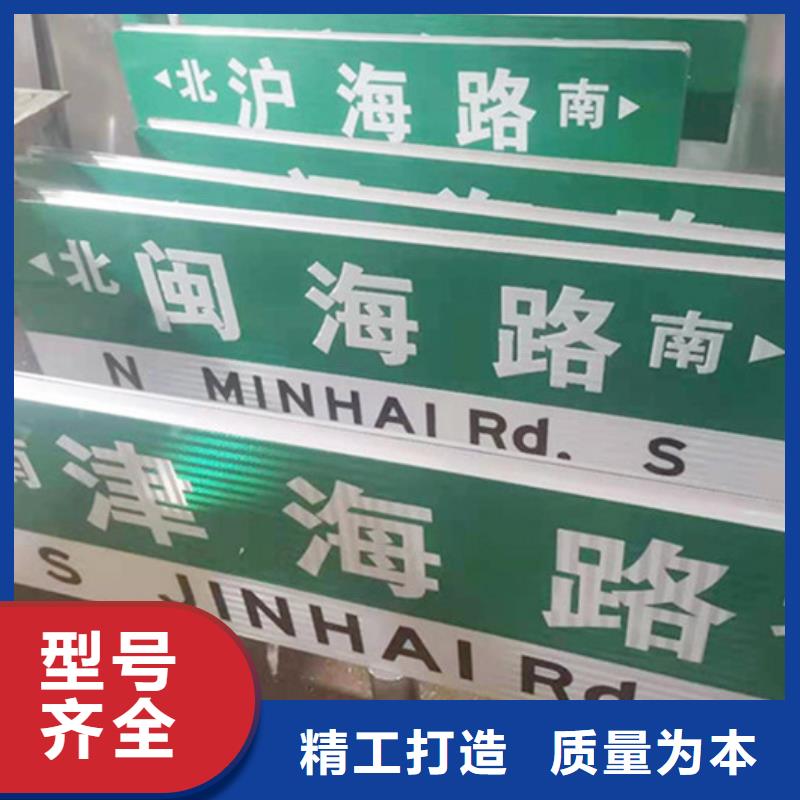 北 沪海路 南
北 闽海路 南
N MINHAI Rd. S
南 津海路
S JINHAI Rd
型号
齐全
精工打造 质量为本